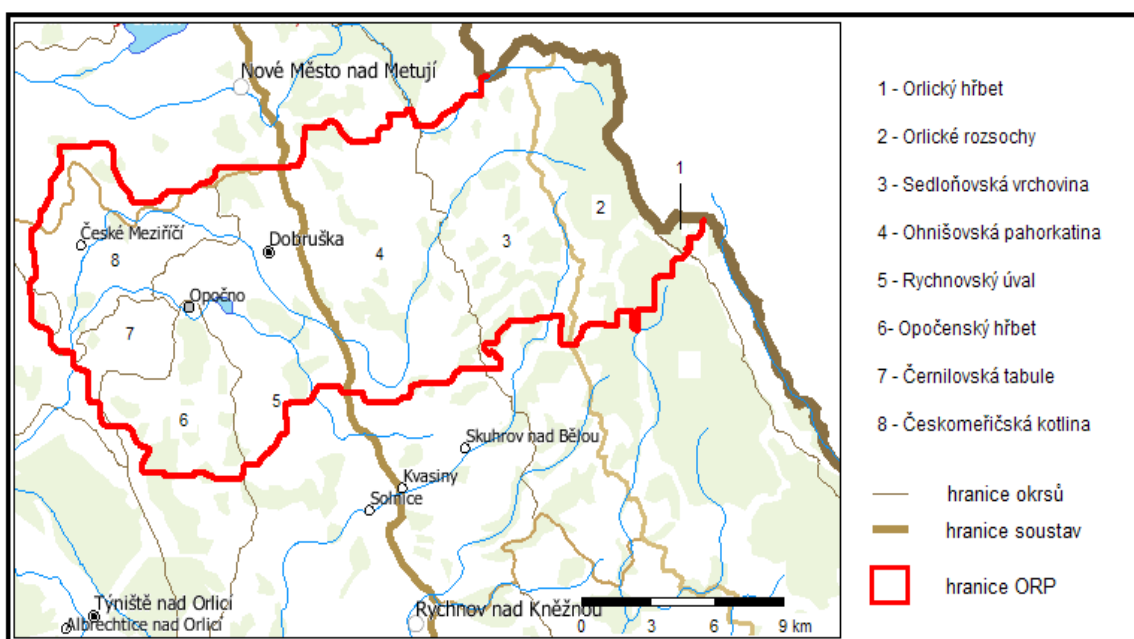 Nové Město nad Metují
1
2
České Meziříčí
Dobruška
4
3
8
Opočno
7
6
5
Skuhrov nad Bělou
Kvasiny
Solnice
Týniště nad Orlicí
Albrechtice nad Orlicí
Rychnov nad Kněžnou
0 3 6 9 km
1 - Orlický hřbet
2 - Orlické rozsochy
3 - Sedloňovská vrchovina
4 - Ohnišovská pahorkatina
5 - Rychnovský úval
6- Opočenský hřbet
7 - Černilovská tabule
8 - Českomeřičská kotlina
hranice okrsů
hranice soustav
hranice ORP